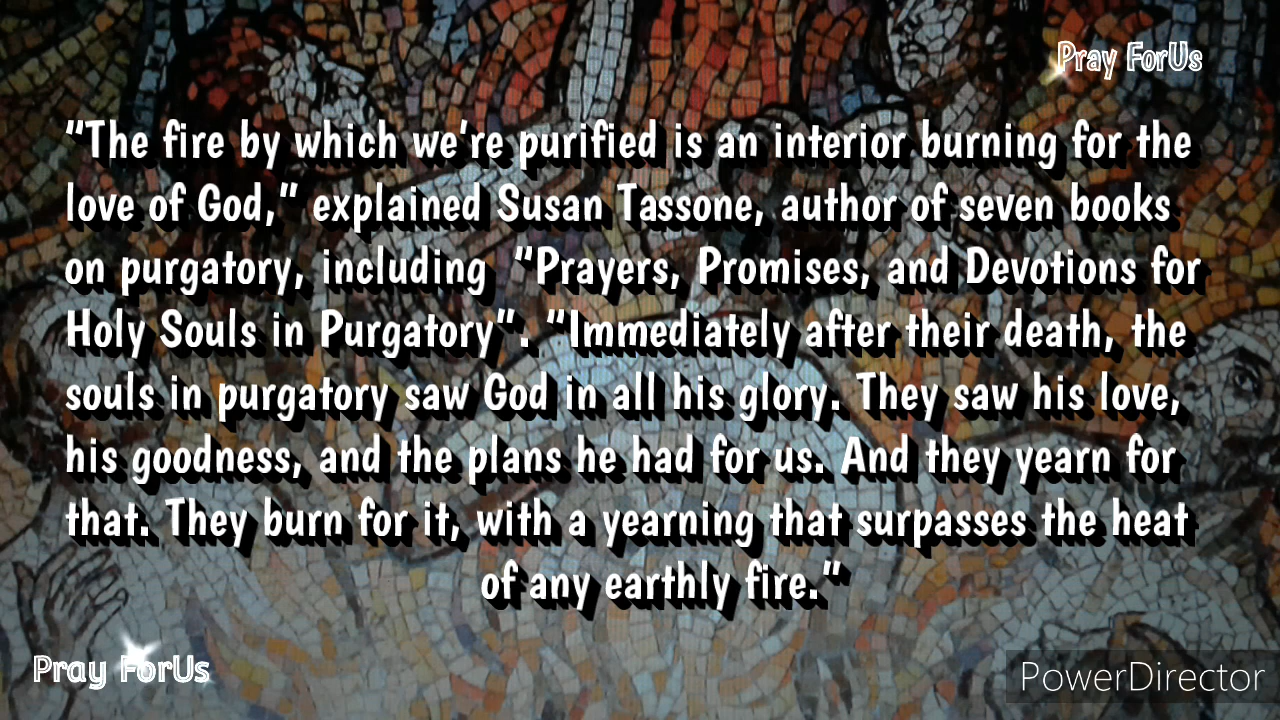 Pray ForUs
“The fire by which we’re purified is an interior burning for the
love of God,” explained Susan Tassone, author of seven books
on purgatory, including “Prayers, Promises, and Devotions for
Holy Souls in Purgatory”. “Immediately after their death, the
souls in purgatory saw God in all his glory. They saw his love,
his goodness, and the plans he had for us. And they yearn for
that. They burn for it, with a yearning that surpasses the heat
of any earthly fire.”
Pray ForUs
PowerDirector